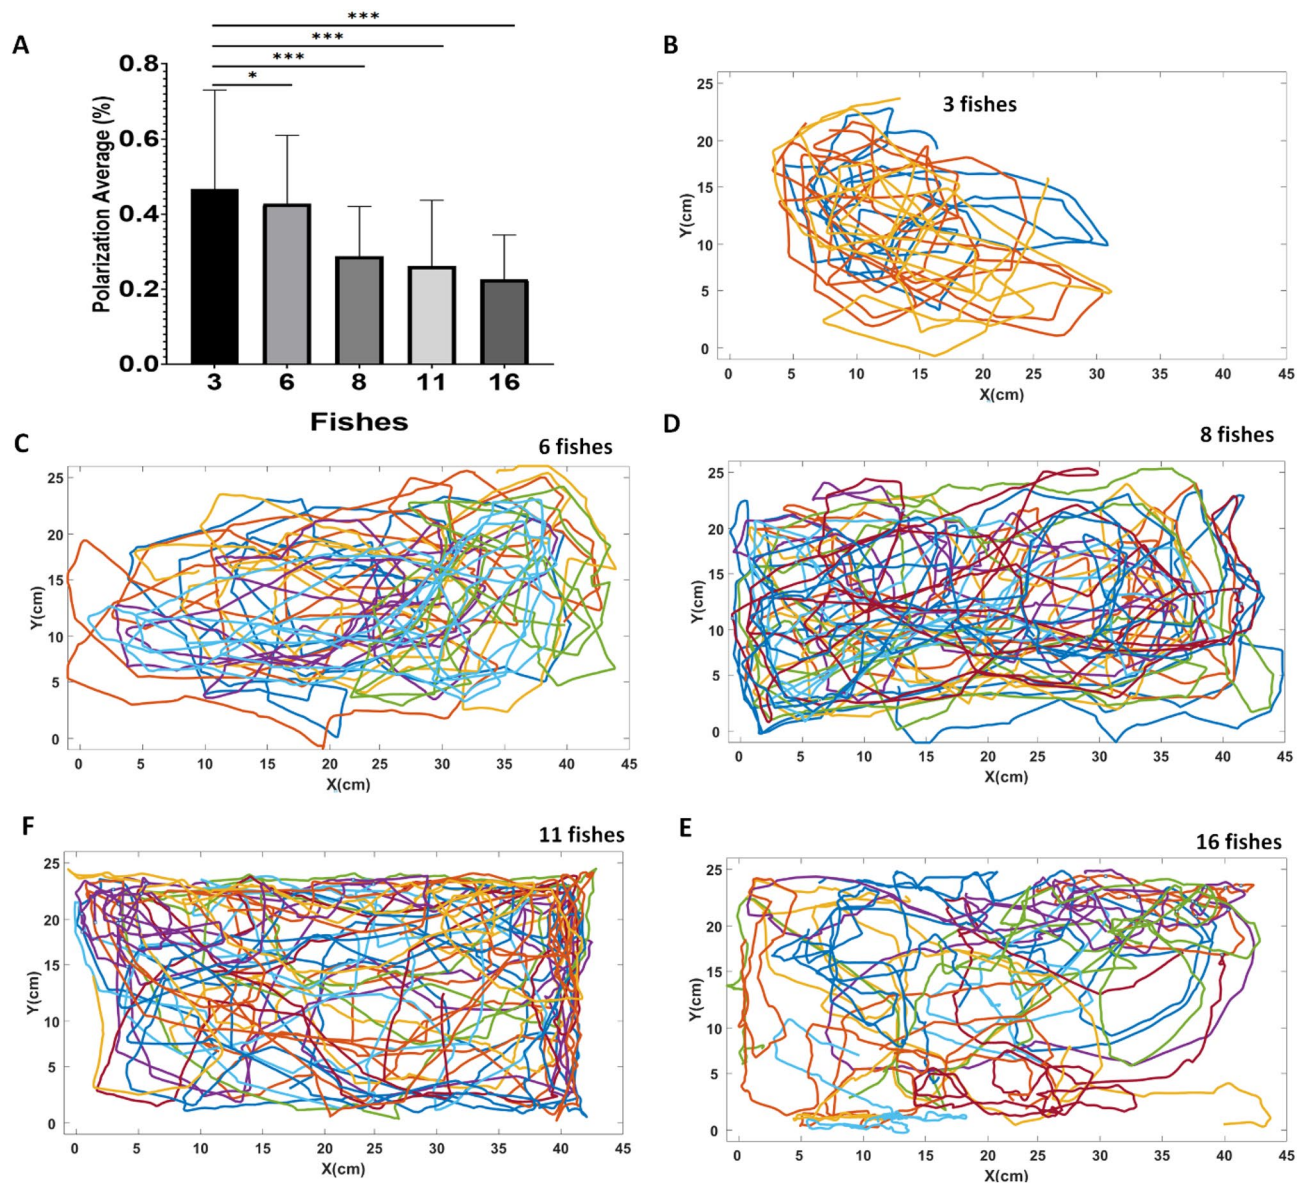 A
***
***
***
*
0.8
0.6
0.4
0.2
0.0
Polarization Average (%)
3 6 8 11 16
Fishes
B
3 fishes
25
20
15
10
5
0
Y(cm)
0 5 10 15 20 25 30 35 40 45
X(cm)
C
6 fishes
25
20
15
10
5
0
Y(cm)
0 5 10 15 20 25 30 35 40 45
X(cm)
D
8 fishes
25
20
15
10
5
0
Y(cm)
0 5 10 15 20 25 30 35 40 45
X(cm)
F
11 fishes
25
20
15
10
5
0
Y(cm)
0 5 10 15 20 25 30 35 40 45
X(cm)
E
16 fishes
25
20
15
10
5
0
Y(cm)
0 5 10 15 20 25 30 35 40 45
X(cm)